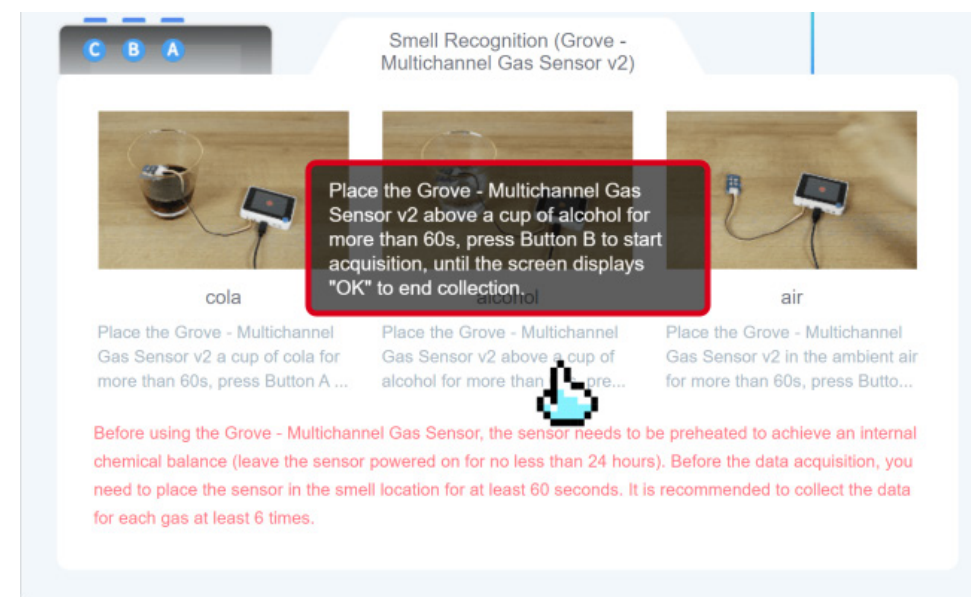 C B A
Smell Recognition (Grove -
Multichannel Gas Sensor v2)
Place the Grove - Multichannel Gas
Sensor v2 above a cup of alcohol for
more than 60s, press Button B to start
acquisition, until the screen displays
"OK" to end collection.
cola
alcohol
air
Place the Grove - Multichannel
Gas Sensor v2 a cup of cola for
more than 60s, press Button A ...
Place the Grove - Multichannel
Gas Sensor v2 above a cup of
alcohol for more than pre...
Place the Grove - Multichannel
Gas Sensor v2 in the ambient air
for more than 60s, press Butto...
Before using the Grove - Multichannel Gas Sensor, the sensor needs to be preheated to achieve an internal
chemical balance (leave the sensor powered on for no less than 24 hours). Before the data acquisition, you
need to place the sensor in the smell location for at least 60 seconds. It is recommended to collect the data
for each gas at least 6 times.